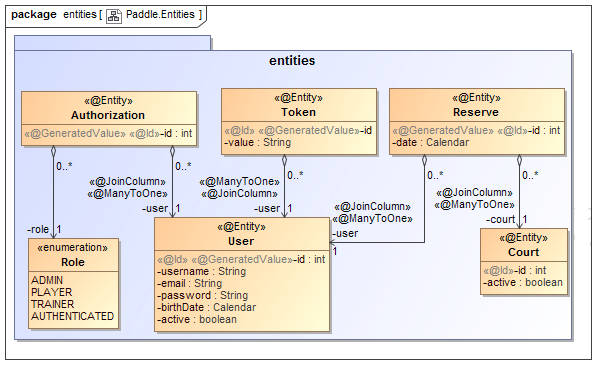 package entities [ Paddle.Entities ]
entities
«@Entity»
Authorization
«@GeneratedValue» «@Id»-id : int
«@Entity»
Token
«@Id» «@GeneratedValue»-id
-value : String
«@Entity»
Reserve
«@GeneratedValue» «@Id»-id : int
-date : Calendar
0..*
0..*
0..*
0..*
0..*
«@JoinColumn»
«@ManyToOne»
-user
1
«@ManyToOne»
«@JoinColumn»
-user
1
«@JoinColumn»
«@ManyToOne»
-user
1
«@JoinColumn»
«@ManyToOne»
-court
1
-role
1
«enumeration»
Role
ADMIN
PLAYER
TRAINER
AUTHENTICATED
«@Entity»
User
«@Id» «@GeneratedValue»-id : int
-username : String
-email : String
-password : String
-birthDate : Calendar
-active : boolean
«@Entity»
Court
«@Id»-id : int
-active : boolean